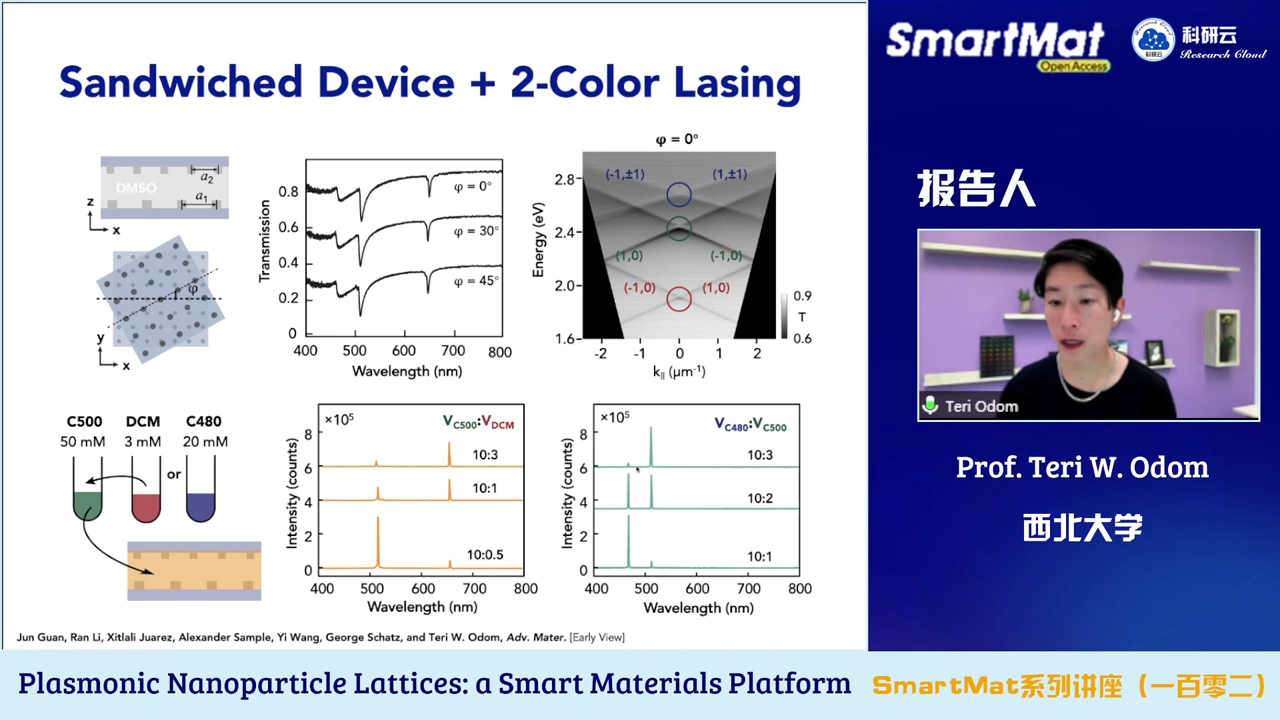 Sandwiched Device + 2-Color Lasing
DMSO
a₂
a₁
z
x
φ
y
x
Transmission
0.8
0.6
0.4
0.2
0
φ = 0°
φ = 30°
φ = 45°
400 500 600 700 800
Wavelength (nm)
φ = 0°
Energy (eV)
2.8
2.4
2.0
1.6
(-1,±1) (1,±1)
(1,0) (-1,0)
(-1,0) (1,0)
-2 -1 0 1 2
k|| (μm⁻¹)
0.9
T
0.6
C500 DCM C480
50 mM 3 mM 20 mM
or
×10⁵
Intensity (counts)
8
6
4
2
0
V_C500:V_DCM
10:3
10:1
10:0.5
400 500 600 700 800
Wavelength (nm)
×10⁵
Intensity (counts)
8
6
4
2
0
V_C480:V_C500
10:3
10:2
10:1
400 500 600 700 800
Wavelength (nm)
Jun Guan, Ran Li, Xitlali Juarez, Alexander Sample, Yi Wang, George Schatz, and Teri W. Odom, Adv. Mater. [Early View]
SmartMat
Open Access
科研云
Research Cloud
报告人
Teri Odom
Prof. Teri W. Odom
西北大学
Plasmonic Nanoparticle Lattices: a Smart Materials Platform
SmartMat系列讲座（一百零二）